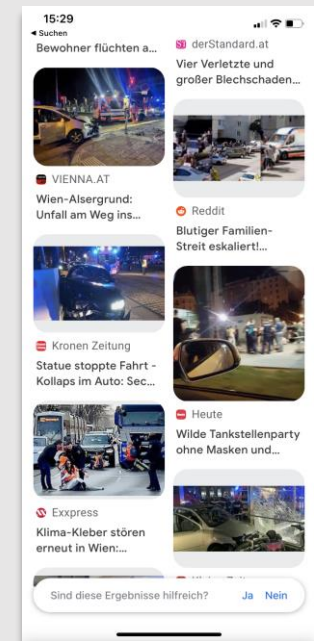 15:29
◂ Suchen
Bewohner flüchten a...
VIENNA.AT
Wien-Alsergrund:
Unfall am Weg ins...
Kronen Zeitung
Statue stoppte Fahrt -
Kollaps im Auto: Sec...
Exxpress
Klima-Kleber stören
erneut in Wien:...
derStandard.at
Vier Verletzte und
großer Blechschaden...
Reddit
Blutiger Familien-
Streit eskaliert!...
Heute
Wilde Tankstellenparty
ohne Masken und...
Sind diese Ergebnisse hilfreich?
Ja
Nein